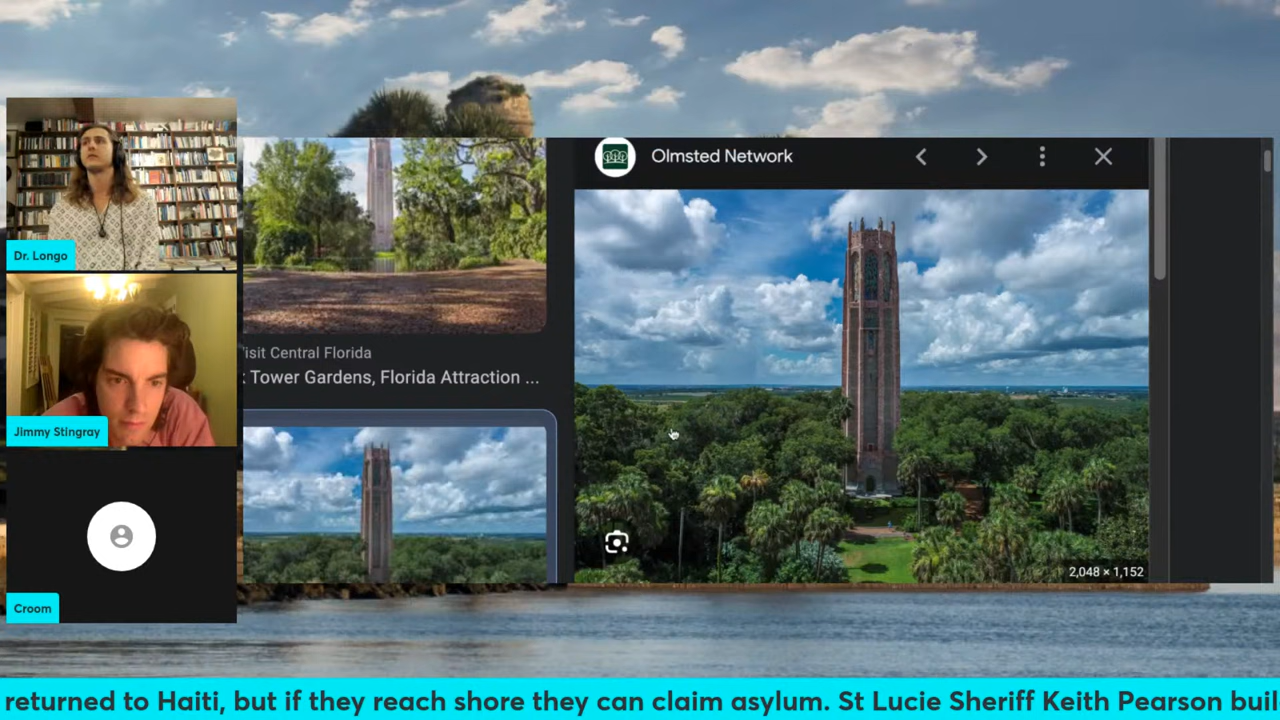 Dr. Longo
Jimmy Stingray
Croom
isit Central Florida
Tower Gardens, Florida Attraction ...
Olmsted Network
2,048 × 1,152
returned to Haiti, but if they reach shore they can claim asylum. St Lucie Sheriff Keith Pearson buil